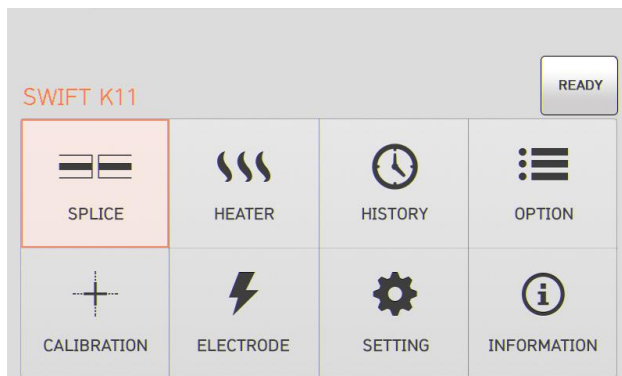 SWIFT K11
READY
SPLICE HEATER HISTORY OPTION
CALIBRATION ELECTRODE SETTING INFORMATION